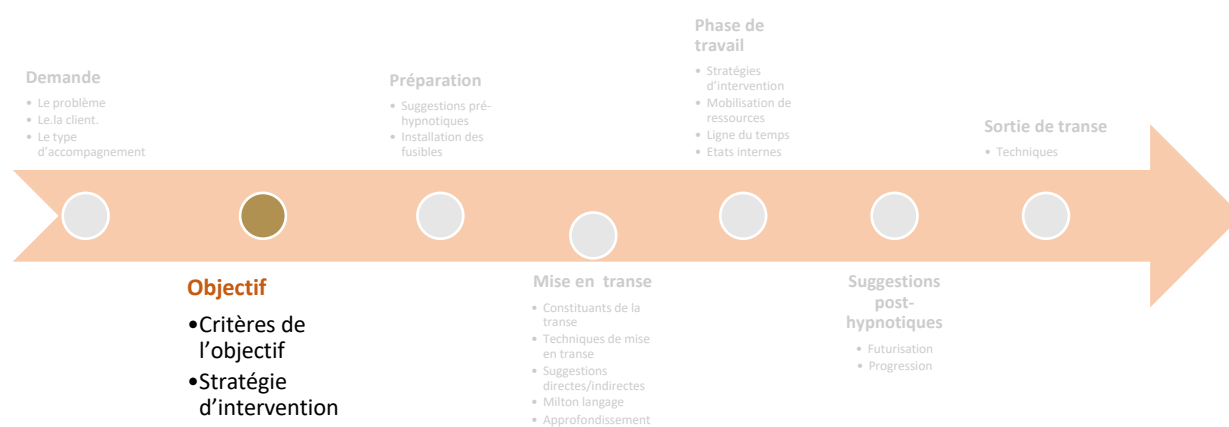 Demande
• Le problème
• Le.la client.
• Le type
d'accompagnement
Objectif
•Critères de
l'objectif
•Stratégie
d'intervention
Préparation
• Suggestions pré-
hypnotiques
• Installation des
fusibles
Mise en transe
• Constituants de la
transe
• Techniques de mise
en transe
• Suggestions
directes/indirectes
• Milton langage
• Approfondissement
Phase de
travail
• Stratégies
d'intervention
• Mobilisation de
ressources
• Ligne du temps
• Etats internes
Suggestions
post-
hypnotiques
• Futurisation
• Progression
Sortie de transe
• Techniques